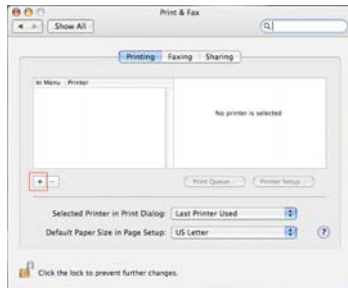 Print & Fax
Show All
Printing Faxing Sharing
In Menu Printer
No printer is selected
+ -
Print Queue... Printer Setup...
Selected Printer in Print Dialog: Last Printer Used
Default Paper Size in Page Setup: US Letter ?
Click the lock to prevent further changes.